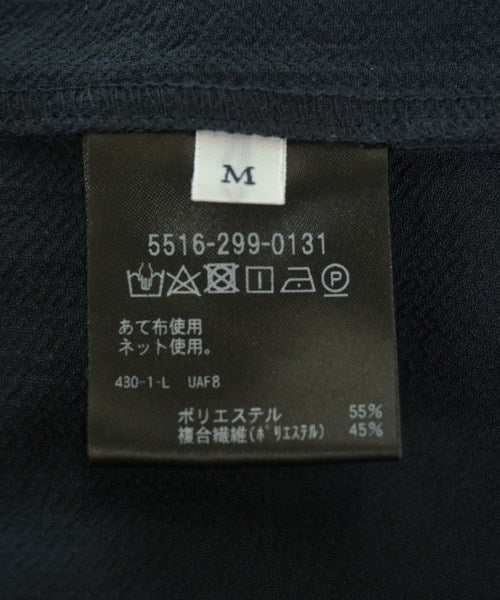 M
5516-299-0131
P
あて布使用
ネット使用。
430-1-L UAF8
ポリエステル 55%
複合繊維(ポリエステル) 45%